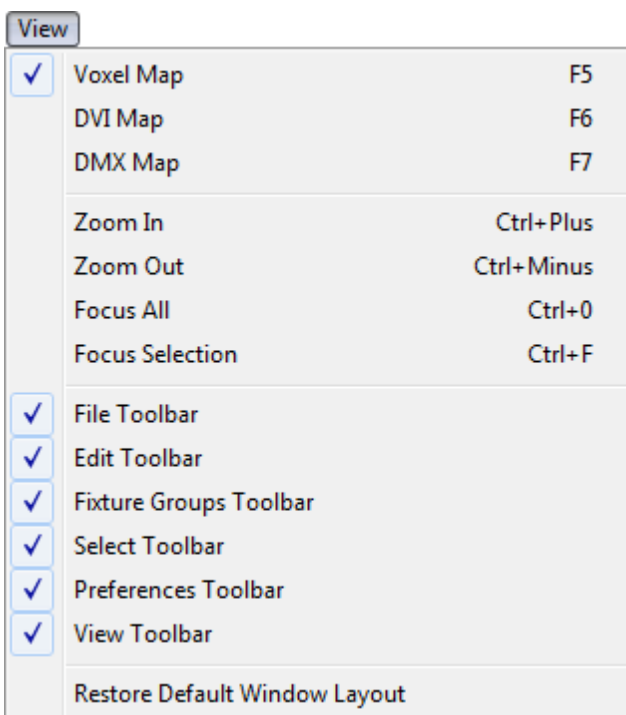 View
Voxel Map F5
DVI Map F6
DMX Map F7
Zoom In Ctrl+Plus
Zoom Out Ctrl+Minus
Focus All Ctrl+0
Focus Selection Ctrl+F
File Toolbar
Edit Toolbar
Fixture Groups Toolbar
Select Toolbar
Preferences Toolbar
View Toolbar
Restore Default Window Layout